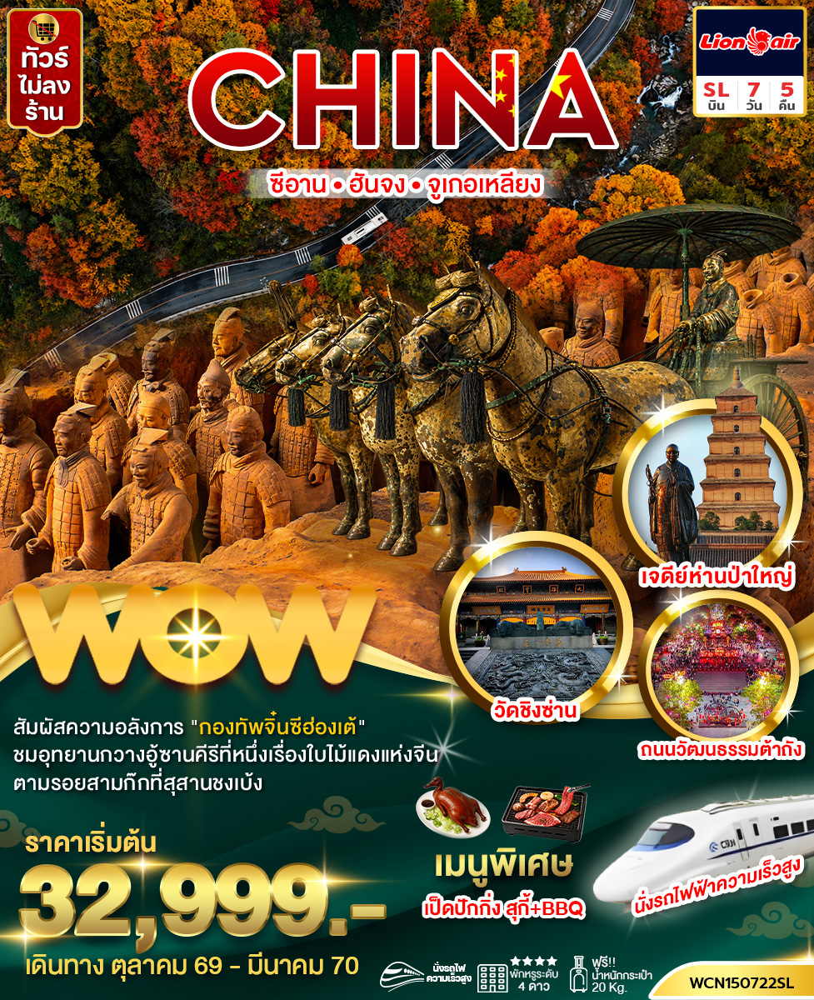 ทัวร์
ไม่ลง
ร้าน
CHINA
Lion air
SL 7 5
บิน วัน คืน
ซีอาน • ฮันจง • จูเกอเหลียง
เจดีย์ห่านป่าใหญ่
วัดชิงซ่าน
ถนนวัฒนธรรมต้าถัง
WOW
สัมผัสความอลังการ "กองทัพจิ๋นซีฮ่องเต้"
ชมอุทยานกวางอู้ซานคีรีที่หนึ่งเรื่องใบไม้แดงแห่งจีน
ตามรอยสามก๊กที่สุสานชงเบ้ง
ราคาเริ่มต้น
32,999.-
เดินทาง ตุลาคม 69 - มีนาคม 70
เมนูพิเศษ
เป็ดปักกิ่ง สุกี้+BBQ
CRH
นั่งรถไฟฟ้าความเร็วสูง
นั่งรถไฟ
ความเร็วสูง
พักหรูระดับ
4 ดาว
ฟรี!!
น้ำหนักกระเป๋า
20 Kg.
WCN150722SL